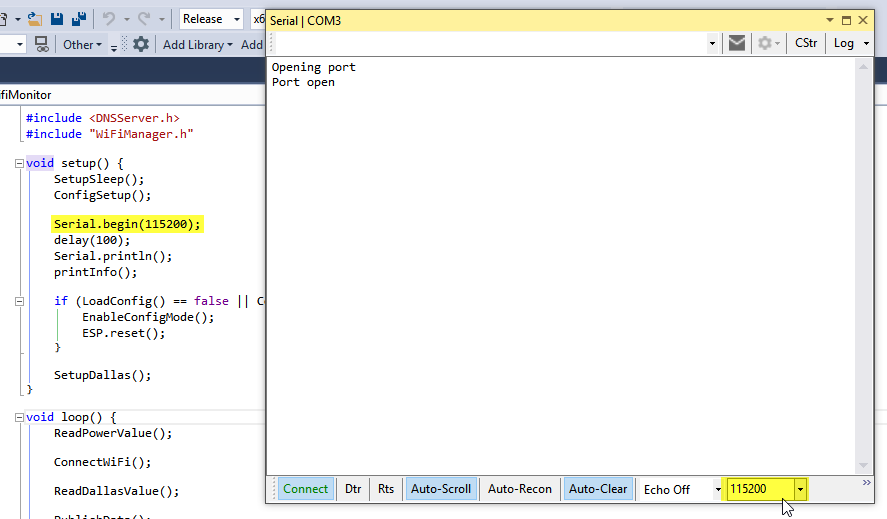 Release
x6
Serial | COM3
Other
Add Library
Add
CStr
Log
Opening port
Port open
ifiMonitor
#include <DNSServer.h>
#include "WiFiManager.h"
void setup() {
SetupSleep();
ConfigSetup();
Serial.begin(115200);
delay(100);
Serial.println();
printInfo();
if (LoadConfig() == false || Co
EnableConfigMode();
ESP.reset();
}
SetupDallas();
}
void loop() {
ReadPowerValue();
ConnectWiFi();
ReadDallasValue();
PublishData();
Connect
Dtr
Rts
Auto-Scroll
Auto-Recon
Auto-Clear
Echo Off
115200